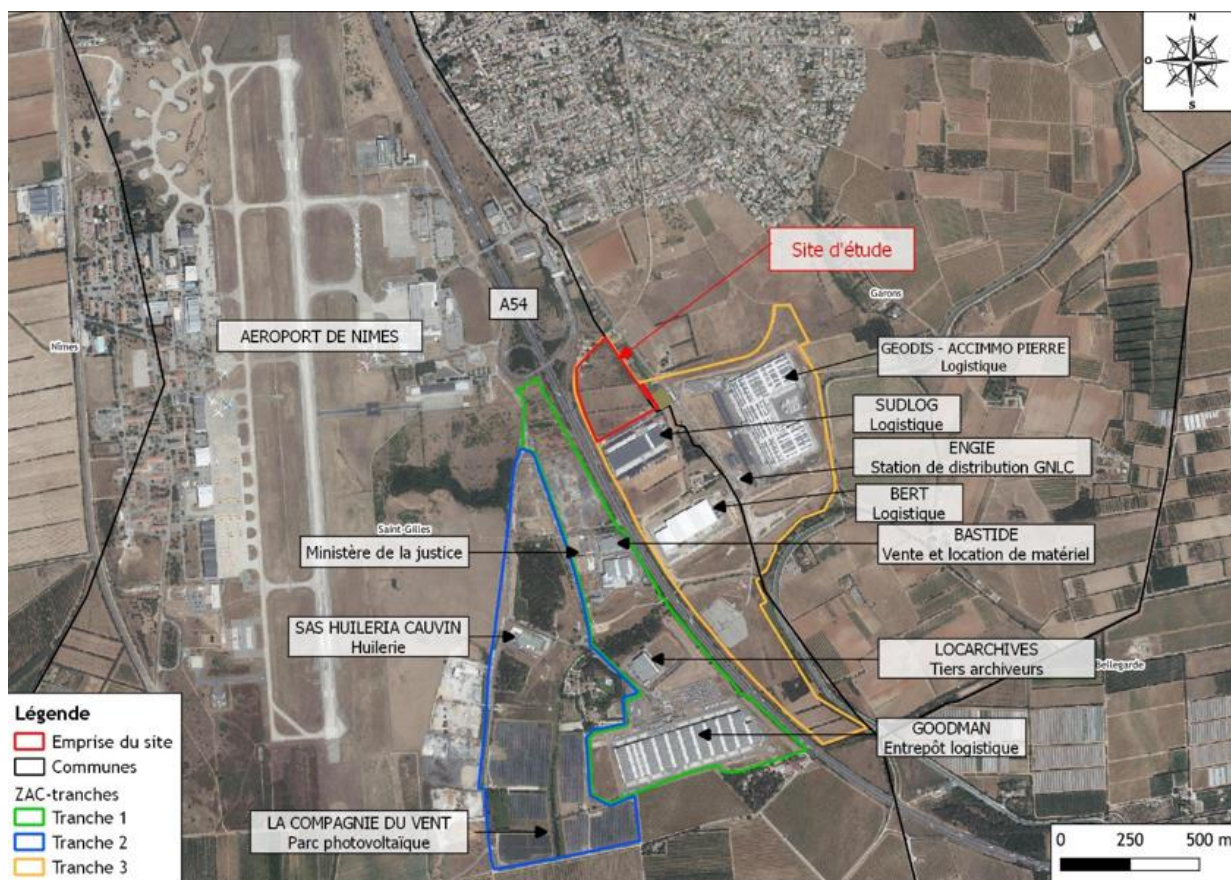 N
O
E
S
Site d'étude
A54
Garons
AEROPORT DE NIMES
Nîmes
GEODIS - ACCIMMO PIERRE
Logistique
SUDLOG
Logistique
ENGIE
Station de distribution GNLC
BERT
Logistique
Saint-Gilles
BASTIDE
Vente et location de matériel
Ministère de la justice
SAS HUILERIA CAUVIN
Huilerie
LOCARCHIVES
Tiers archiveurs
Bellegarde
GOODMAN
Entrepôt logistique
LA COMPAGNIE DU VENT
Parc photovoltaïque
Légende
Emprise du site
Communes
ZAC-tranches
Tranche 1
Tranche 2
Tranche 3
0 250 500 m